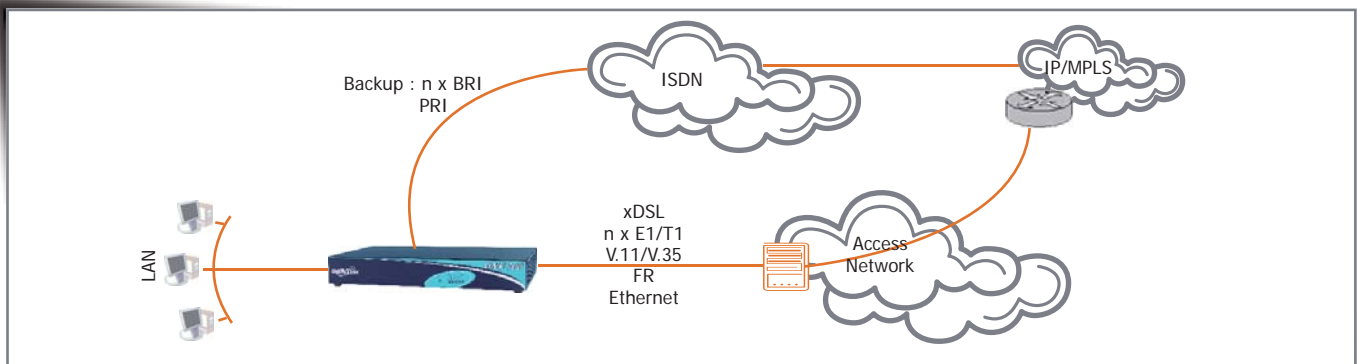 Backup : n x BRI
PRI
ISDN
IP/MPLS
LAN
xDSL
n x E1/T1
V.11/V.35
FR
Ethernet
Access
Network